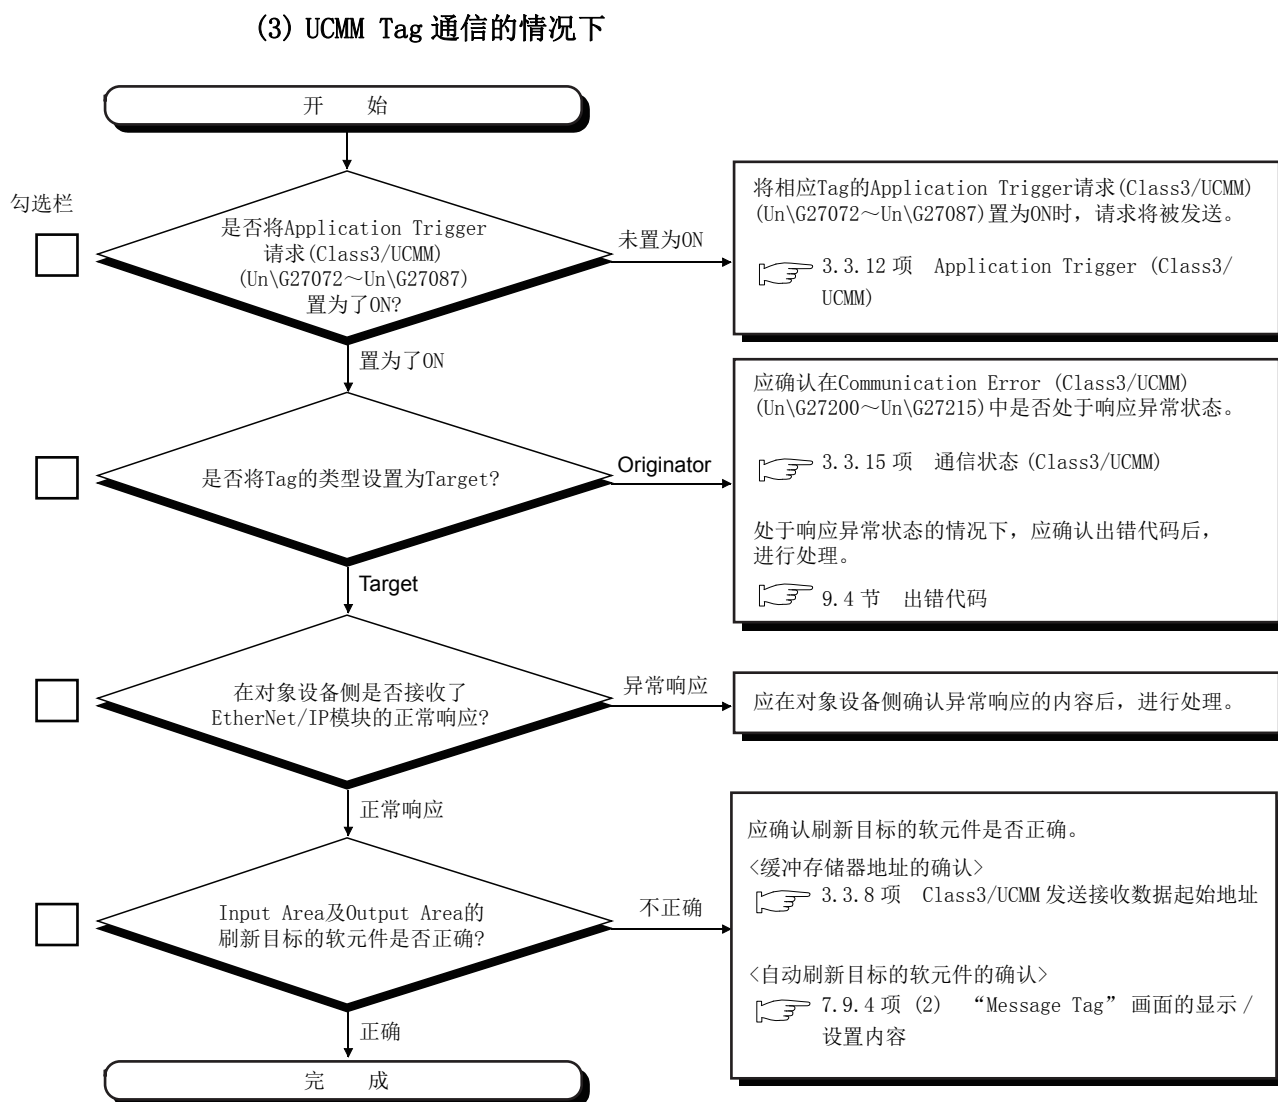 (3) UCMM Tag 通信的情况下
开 始
勾选栏
是否将Application Trigger
请求(Class3/UCMM)
(Un\G27072～Un\G27087)
置为了ON?
未置为ON
将相应Tag的Application Trigger请求(Class3/UCMM)
(Un\G27072～Un\G27087)置为ON时，请求将被发送。
3.3.12 项 Application Trigger (Class3/
UCMM)
置为了ON
是否将Tag的类型设置为Target?
Originator
应确认在Communication Error (Class3/UCMM)
(Un\G27200～Un\G27215)中是否处于响应异常状态。
3.3.15 项 通信状态 (Class3/UCMM)
处于响应异常状态的情况下，应确认出错代码后，
进行处理。
9.4 节 出错代码
Target
在对象设备侧是否接收了
EtherNet/IP模块的正常响应?
异常响应
应在对象设备侧确认异常响应的内容后，进行处理。
正常响应
Input Area及Output Area的
刷新目标的软元件是否正确?
不正确
应确认刷新目标的软元件是否正确。
<缓冲存储器地址的确认>
3.3.8 项 Class3/UCMM 发送接收数据起始地址
<自动刷新目标的软元件的确认>
7.9.4 项 (2) “Message Tag” 画面的显示 /
设置内容
正确
完 成